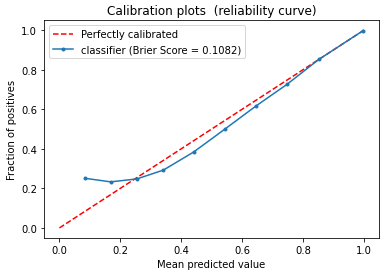 Calibration plots (reliability curve)
Perfectly calibrated
classifier (Brier Score = 0.1082)
Fraction of positives
1.0
0.8
0.6
0.4
0.2
0.0
0.0 0.2 0.4 0.6 0.8 1.0
Mean predicted value